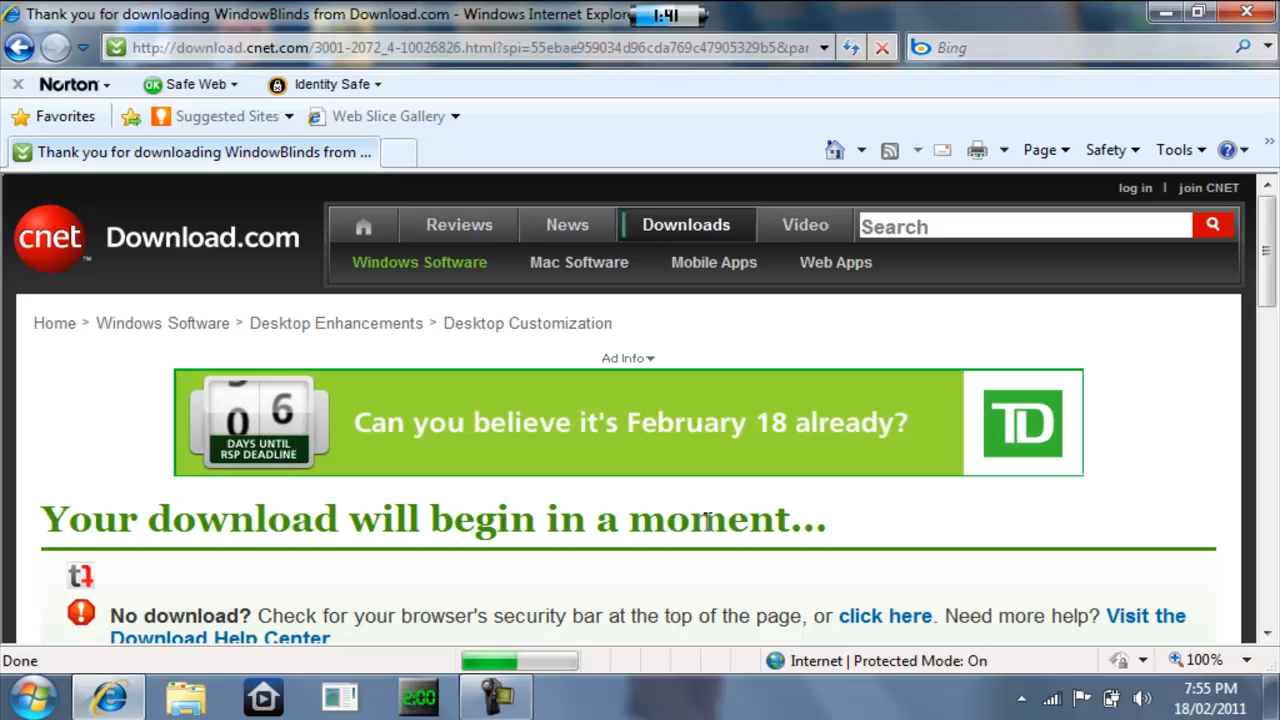 Thank you for downloading WindowBlinds from Download.com - Windows Internet Explore
1:41
http://download.cnet.com/3001-2072_4-10026826.html?spi=55ebae959034d96cda769c47905329b5&par
Bing
Norton
OK Safe Web
Identity Safe
Favorites
Suggested Sites
Web Slice Gallery
Thank you for downloading WindowBlinds from ...
Page
Safety
Tools
log in | join CNET
cnet™ Download.com
Reviews
News
Downloads
Video
Search
Windows Software
Mac Software
Mobile Apps
Web Apps
Home > Windows Software > Desktop Enhancements > Desktop Customization
Ad Info
0 6
DAYS UNTIL
RSP DEADLINE
Can you believe it's February 18 already?
TD
Your download will begin in a moment...
No download? Check for your browser's security bar at the top of the page, or click here. Need more help? Visit the
Download Help Center
Done
Internet | Protected Mode: On
100%
2:00
7:55 PM
18/02/2011